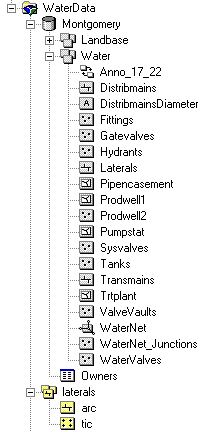 WaterData
Montgomery
Landbase
Water
Anno_17_22
Distribmains
A DistribmainsDiameter
Fittings
Gatevalves
Hydrants
Laterals
Pipencasement
Prodwell1
Prodwell2
Pumpstat
Sysvalves
Tanks
Transmains
Trtplant
ValveVaults
WaterNet
WaterNet_Junctions
WaterValves
Owners
laterals
arc
tic